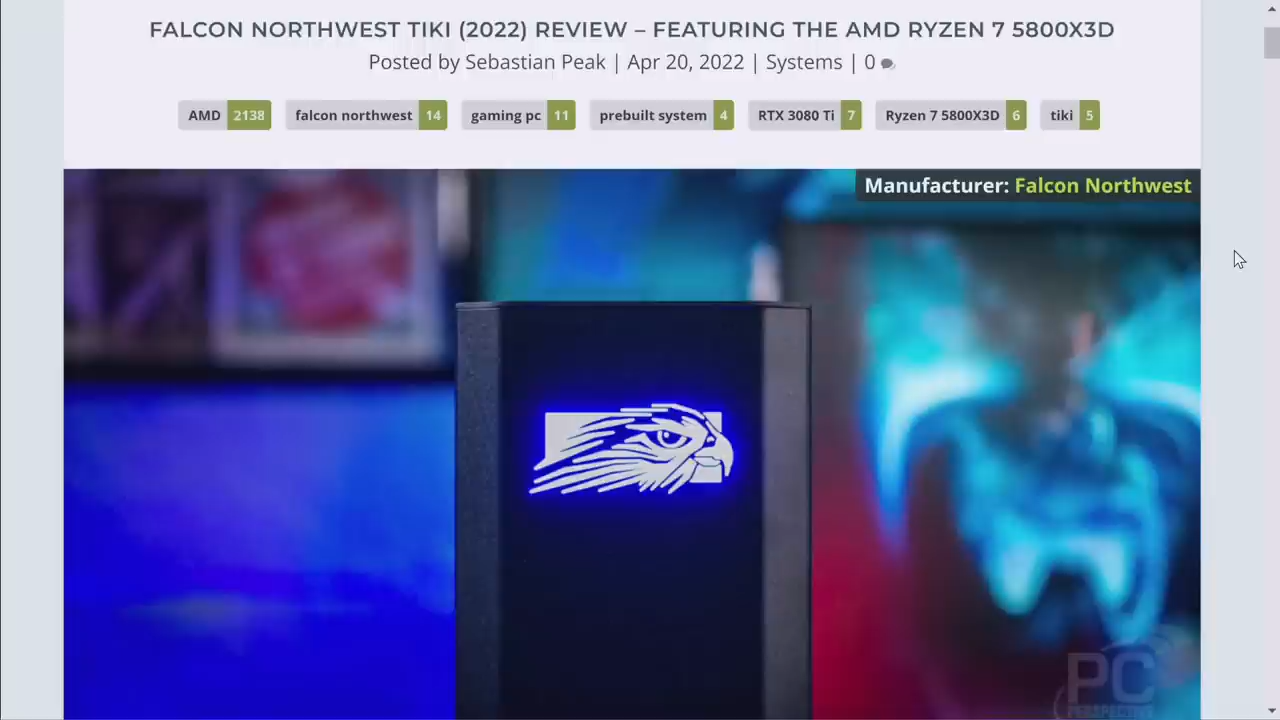 FALCON NORTHWEST TIKI (2022) REVIEW – FEATURING THE AMD RYZEN 7 5800X3D
Posted by Sebastian Peak | Apr 20, 2022 | Systems | 0
AMD 2138 falcon northwest 14 gaming pc 11 prebuilt system 4 RTX 3080 Ti 7 Ryzen 7 5800X3D 6 tiki 5
Manufacturer: Falcon Northwest
PC
PERSPECTIVE